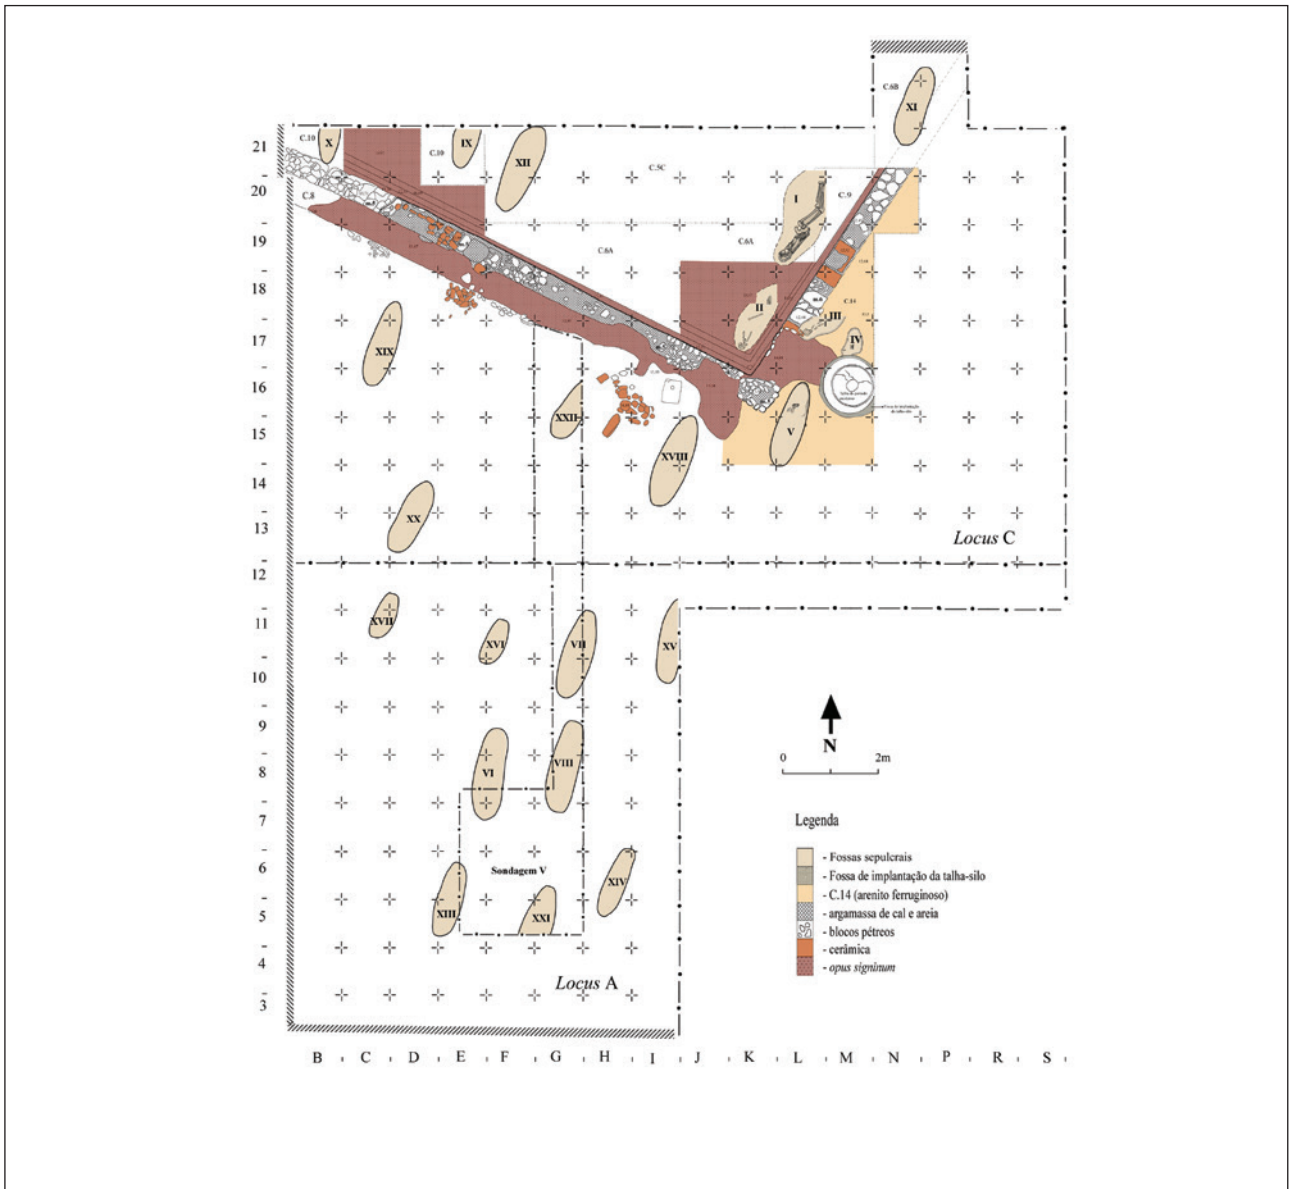 C.6B
XI
21
C.10
X
C.10
IX
XII
C.5C
20
C.8
I
C.9
19
C.6A
C.6A
18
II
C.14
III
17
XIX
IV
16
XXII
15
V
XVIII
14
13
XX
Locus C
12
11
XVII
XVI
VII
XV
10
9
8
VI
VIII
N
0
2m
7
Legenda
6
Sondagem V
XIV
- Fossas sepulcrais
- Fossa de implantação da talha-silo
- C.14 (arenito ferruginoso)
5
XIII
XXI
- argamassa de cal e areia
- blocos pétreos
- cerâmica
- opus signinum
4
Locus A
3
B C D E F G H I J K L M N P R S